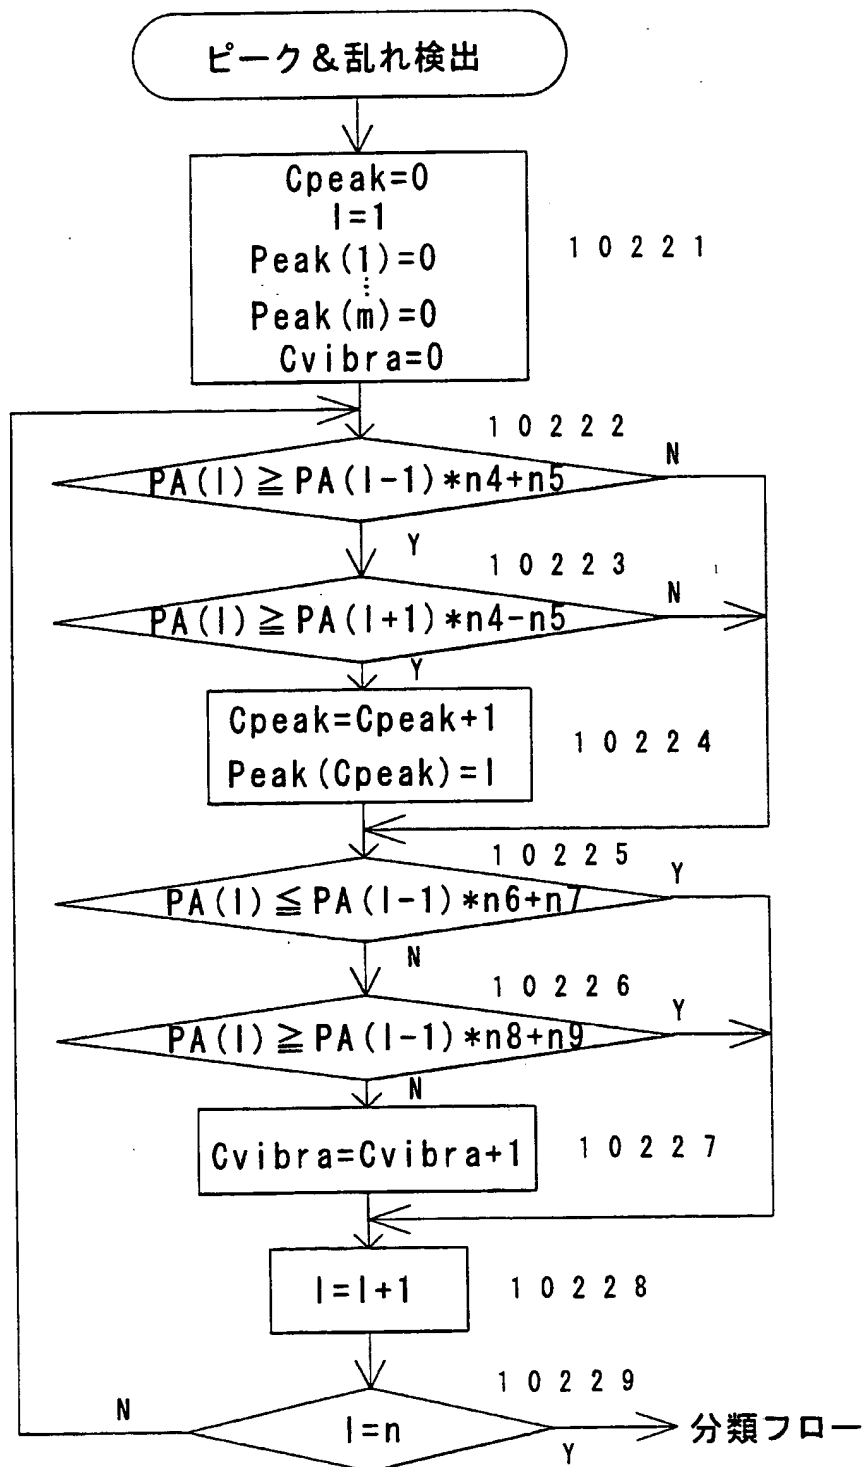 ピーク&乱れ検出
Cpeak=0
I=1
Peak(1)=0
⋮
Peak(m)=0
Cvibra=0
10221
10222
PA(I)≧PA(I-1)*n4+n5
N
Y
10223
PA(I)≧PA(I+1)*n4-n5
N
Y
Cpeak=Cpeak+1
Peak(Cpeak)=I
10224
10225
PA(I)≦PA(I-1)*n6+n7
Y
N
10226
PA(I)≧PA(I-1)*n8+n9
Y
N
Cvibra=Cvibra+1
10227
I=I+1
10228
10229
N
I=n
Y
分類フロー